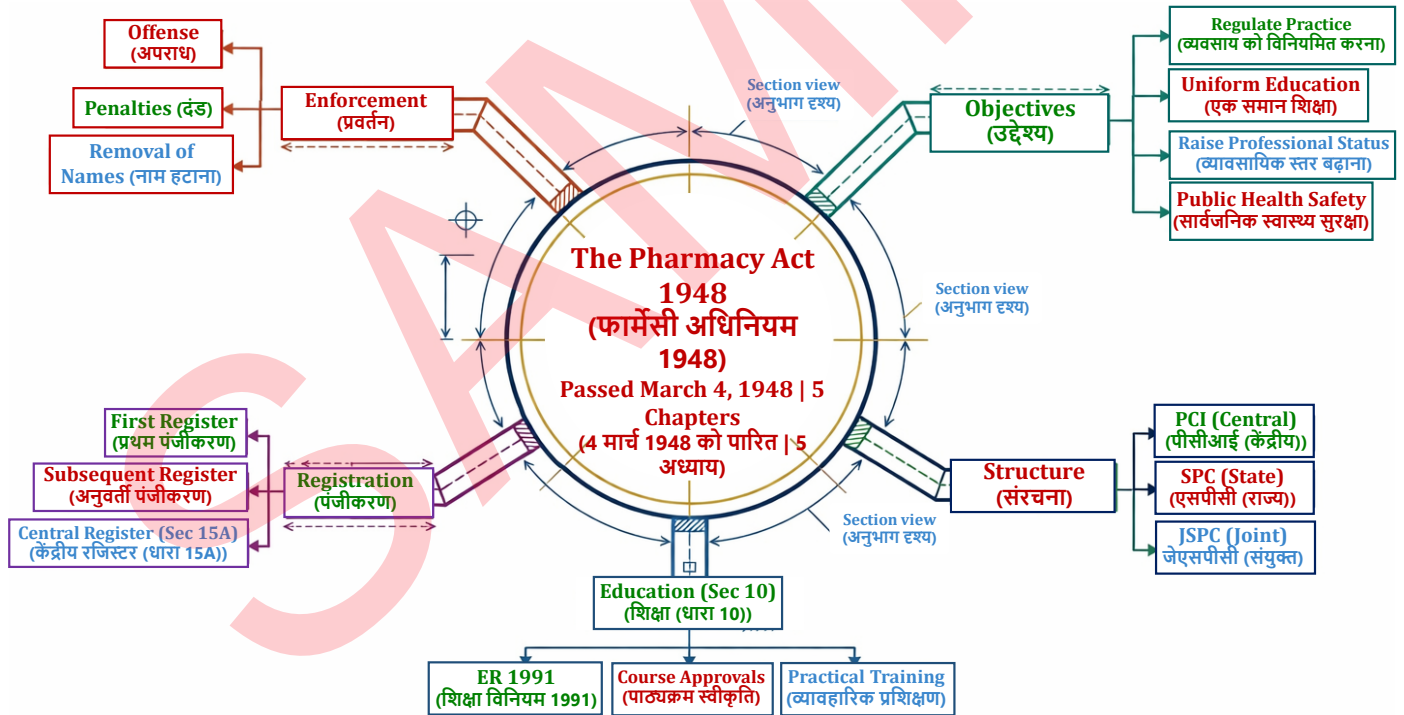 Offense
(अपराध)
Penalties (दंड)
Removal of
Names (नाम हटाना)
Enforcement
(प्रवर्तन)
Section view
(अनुभाग दृश्य)
Objectives
(उद्देश्य)
Regulate Practice
(व्यवसाय को विनियमित करना)
Uniform Education
(एक समान शिक्षा)
Raise Professional Status
(व्यावसायिक स्तर बढ़ाना)
Public Health Safety
(सार्वजनिक स्वास्थ्य सुरक्षा)
The Pharmacy Act
1948
(फार्मेसी अधिनियम
1948)
Passed March 4, 1948 | 5
Chapters
(4 मार्च 1948 को पारित | 5
अध्याय)
Section view
(अनुभाग दृश्य)
First Register
(प्रथम पंजीकरण)
Subsequent Register
(अनुवर्ती पंजीकरण)
Central Register (Sec 15A)
(केंद्रीय रजिस्टर (धारा 15A))
Registration
(पंजीकरण)
Section view
(अनुभाग दृश्य)
Structure
(संरचना)
PCI (Central)
पीसीआई (केंद्रीय))
SPC (State)
एसपीसी (राज्य))
JSPC (Joint)
जेएसपीसी (संयुक्त)
Education (Sec 10)
(शिक्षा (धारा 10))
ER 1991
(शिक्षा विनियम 1991)
Course Approvals
(पाठ्यक्रम स्वीकृति)
Practical Training
(व्यावहारिक प्रशिक्षण)